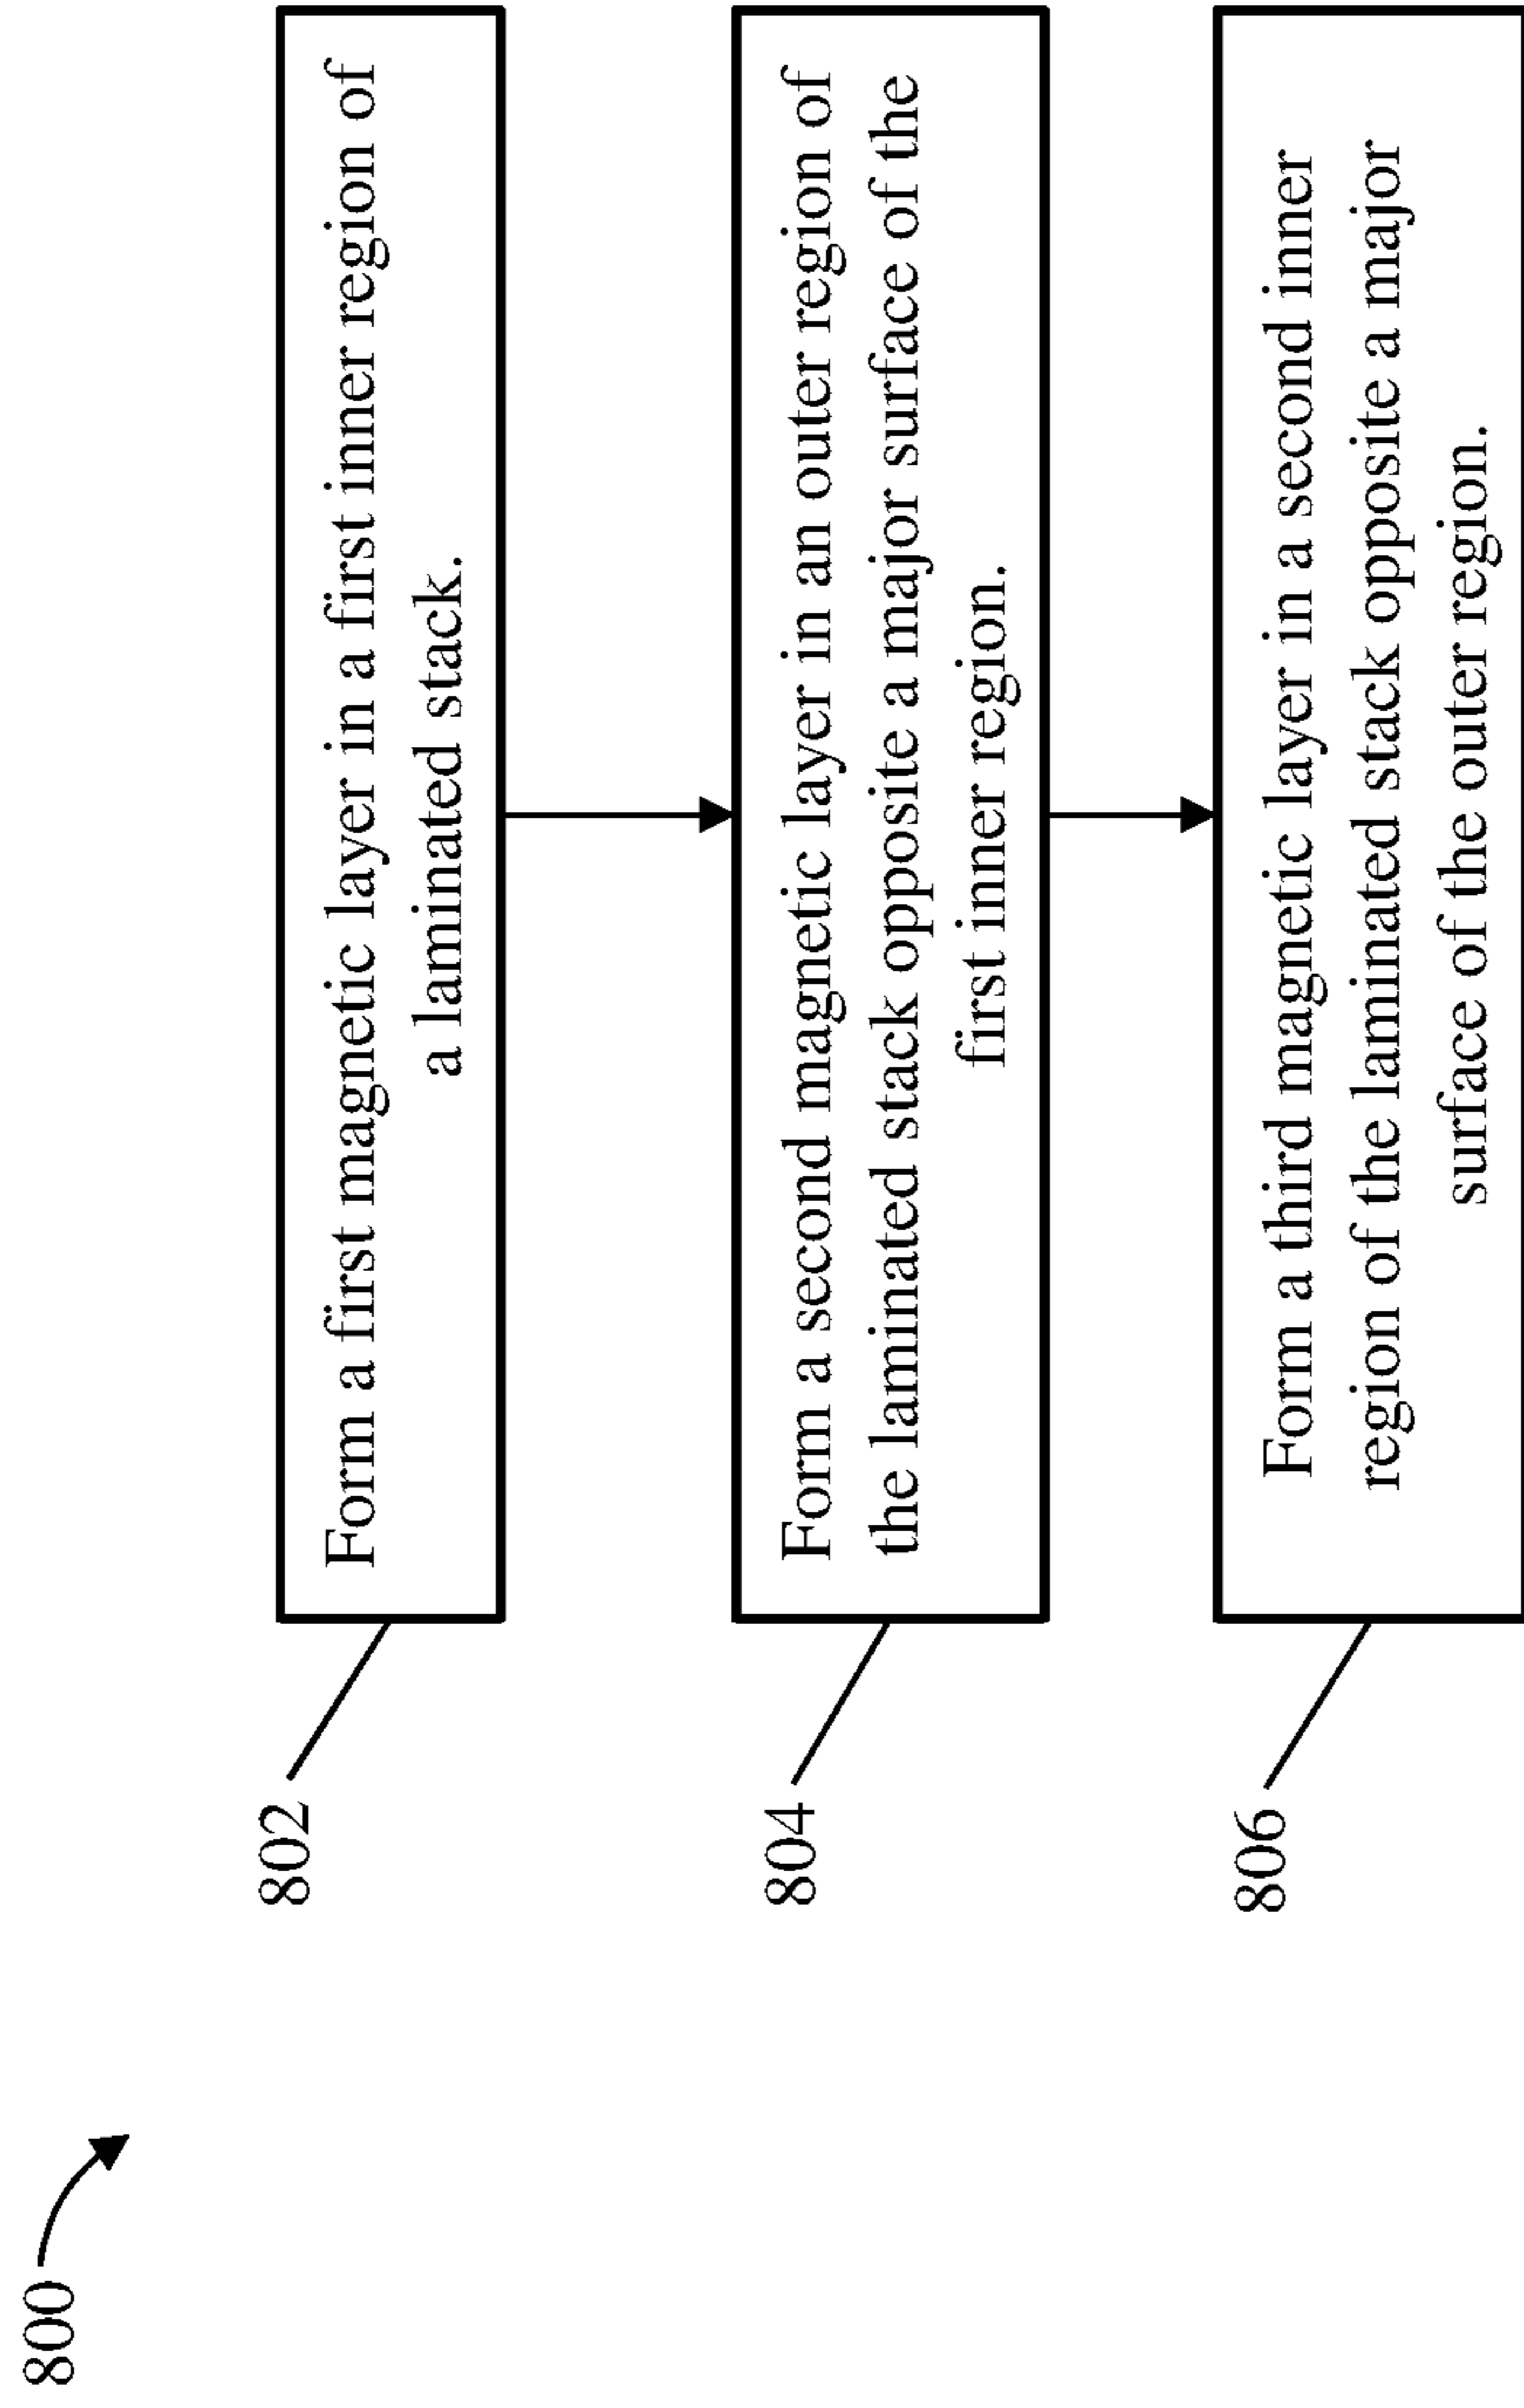 800
802
Form a first magnetic layer in a first inner region of
a laminated stack.
804
Form a second magnetic layer in an outer region of
the laminated stack opposite a major surface of the
first inner region.
806
Form a third magnetic layer in a second inner
region of the laminated stack opposite a major
surface of the outer region.